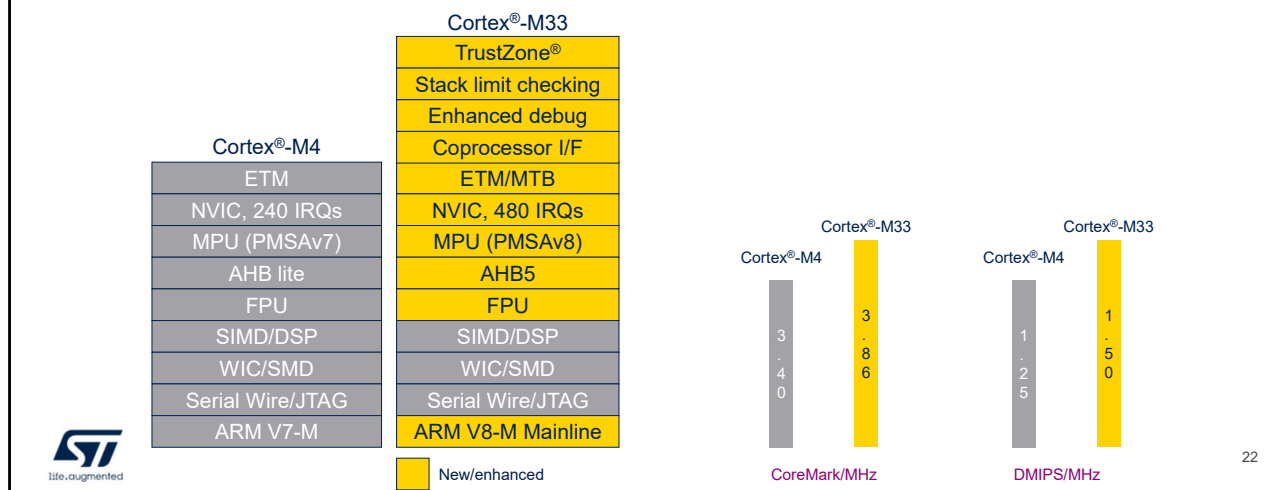 Cortex®-M33
TrustZone®
Stack limit checking
Enhanced debug
Coprocessor I/F
ETM/MTB
NVIC, 480 IRQs
MPU (PMSAv8)
AHB5
FPU
SIMD/DSP
WIC/SMD
Serial Wire/JTAG
ARM V8-M Mainline
Cortex®-M4
ETM
NVIC, 240 IRQs
MPU (PMSAv7)
AHB lite
FPU
SIMD/DSP
WIC/SMD
Serial Wire/JTAG
ARM V7-M
New/enhanced
Cortex®-M4
3.40
Cortex®-M33
3.86
CoreMark/MHz
Cortex®-M4
1.25
Cortex®-M33
1.50
DMIPS/MHz
ST
life.augmented
22